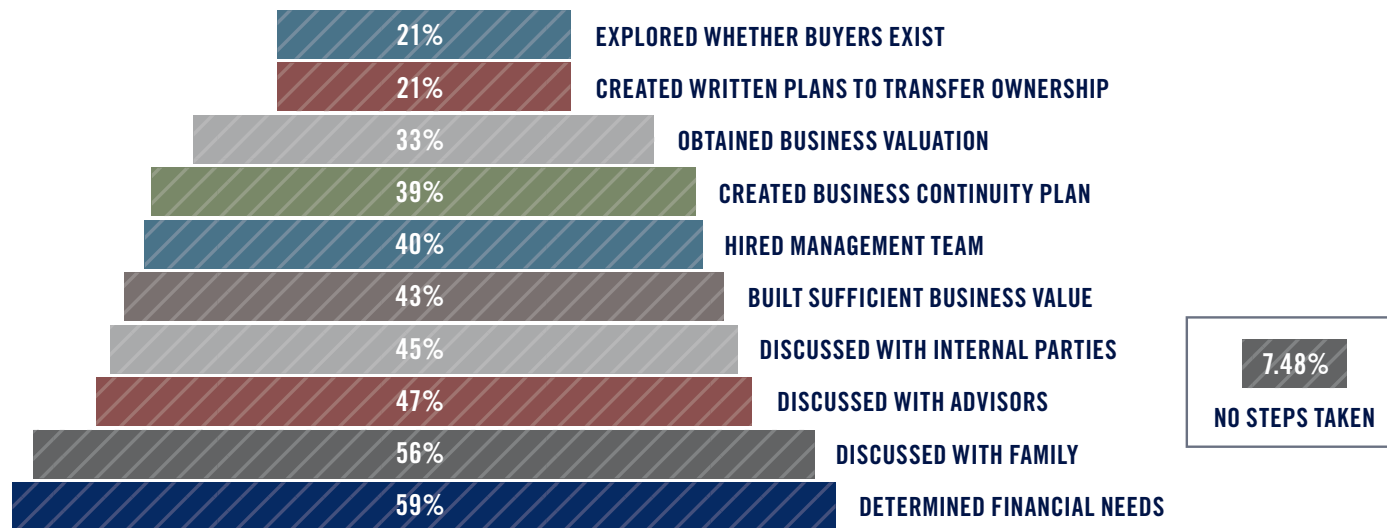 21% EXPLORED WHETHER BUYERS EXIST
21% CREATED WRITTEN PLANS TO TRANSFER OWNERSHIP
33% OBTAINED BUSINESS VALUATION
39% CREATED BUSINESS CONTINUITY PLAN
40% HIRED MANAGEMENT TEAM
43% BUILT SUFFICIENT BUSINESS VALUE
45% DISCUSSED WITH INTERNAL PARTIES
47% DISCUSSED WITH ADVISORS
56% DISCUSSED WITH FAMILY
59% DETERMINED FINANCIAL NEEDS
7.48%
NO STEPS TAKEN